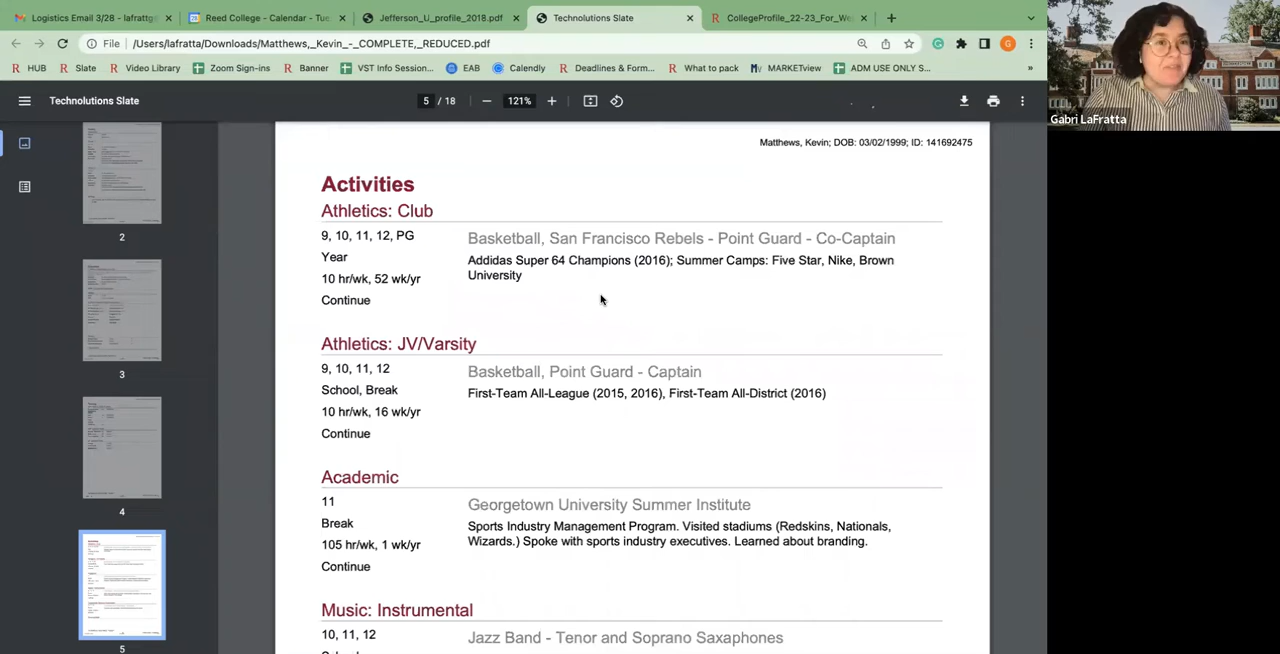 Logistics Email 3/28 - lafrattg
Reed College - Calendar - Tue
Jefferson_U_profile_2018.pdf
Technolutions Slate
CollegeProfile_22-23_For_We
File
/Users/lafratta/Downloads/Matthews,_Kevin_-_COMPLETE,_REDUCED.pdf
HUB
Slate
Video Library
Zoom Sign-ins
Banner
VST Info Session...
EAB
Calendly
Deadlines & Form...
What to pack
MARKETview
ADM USE ONLY S...
»
Technolutions Slate
5 / 18
121%
Gabri LaFratta
2
3
4
5
Matthews, Kevin; DOB: 03/02/1999; ID: 141692475
Activities
Athletics: Club
9, 10, 11, 12, PG
Year
10 hr/wk, 52 wk/yr
Continue
Basketball, San Francisco Rebels - Point Guard - Co-Captain
Addidas Super 64 Champions (2016); Summer Camps: Five Star, Nike, Brown
University
Athletics: JV/Varsity
9, 10, 11, 12
School, Break
10 hr/wk, 16 wk/yr
Continue
Basketball, Point Guard - Captain
First-Team All-League (2015, 2016), First-Team All-District (2016)
Academic
11
Break
105 hr/wk, 1 wk/yr
Continue
Georgetown University Summer Institute
Sports Industry Management Program. Visited stadiums (Redskins, Nationals,
Wizards.) Spoke with sports industry executives. Learned about branding.
Music: Instrumental
10, 11, 12
Jazz Band - Tenor and Soprano Saxaphones